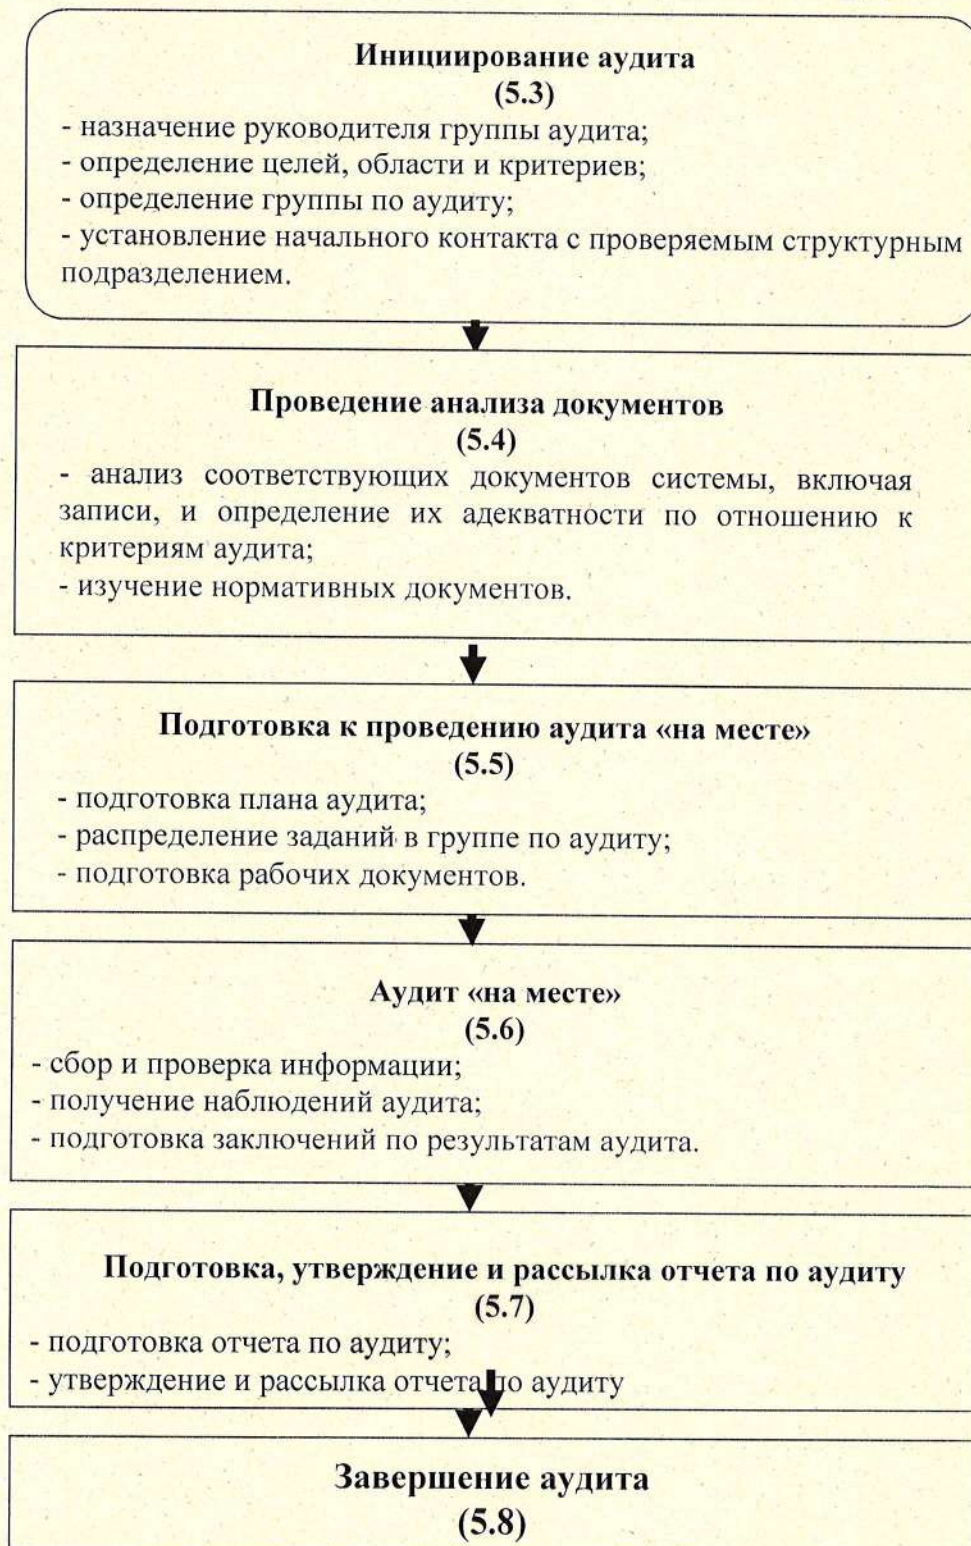 Инициирование аудита
(5.3)
- назначение руководителя группы аудита;
- определение целей, области и критериев;
- определение группы по аудиту;
- установление начального контакта с проверяемым структурным
подразделением.
Проведение анализа документов
(5.4)
- анализ соответствующих документов системы, включая
записи, и определение их адекватности по отношению к
критериям аудита;
- изучение нормативных документов.
Подготовка к проведению аудита «на месте»
(5.5)
- подготовка плана аудита;
- распределение заданий в группе по аудиту;
- подготовка рабочих документов.
Аудит «на месте»
(5.6)
- сбор и проверка информации;
- получение наблюдений аудита;
- подготовка заключений по результатам аудита.
Подготовка, утверждение и рассылка отчета по аудиту
(5.7)
- подготовка отчета по аудиту;
- утверждение и рассылка отчета по аудиту
Завершение аудита
(5.8)